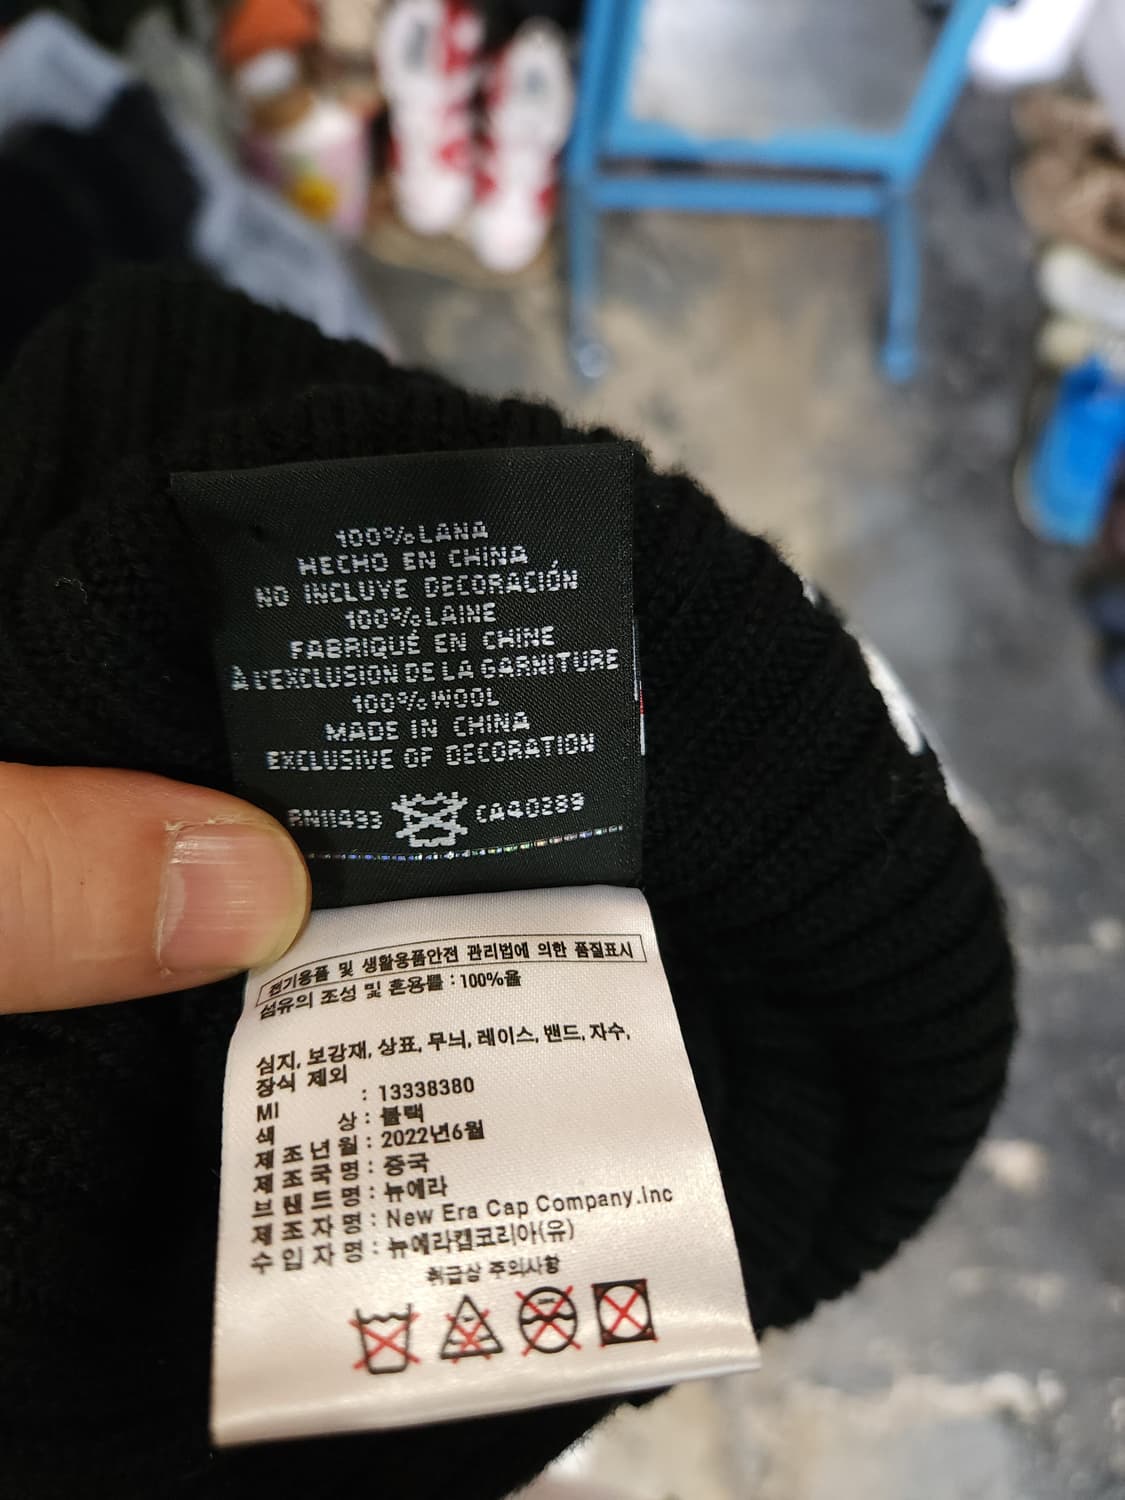 100% LANA
HECHO EN CHINA
NO INCLUYE DECORACIÓN
100% LAINE
FABRIQUÉ EN CHINE
À L'EXCLUSION DE LA GARNITURE
100% WOOL
MADE IN CHINA
EXCLUSIVE OF DECORATION
RN11493 CA40289
전기용품 및 생활용품안전 관리법에 의한 품질표시
섬유의 조성 및 혼용률 : 100%울
심지, 보강재, 상표, 무늬, 레이스, 밴드, 자수,
장식 제외
MI : 13338380
색 상 : 블랙
제 조 년 월 : 2022년6월
제 조 국 명 : 중국
브 랜 드 명 : 뉴에라
제 조 자 명 : New Era Cap Company.Inc
수 입 자 명 : 뉴에라캡코리아(유)
취급상 주의사항